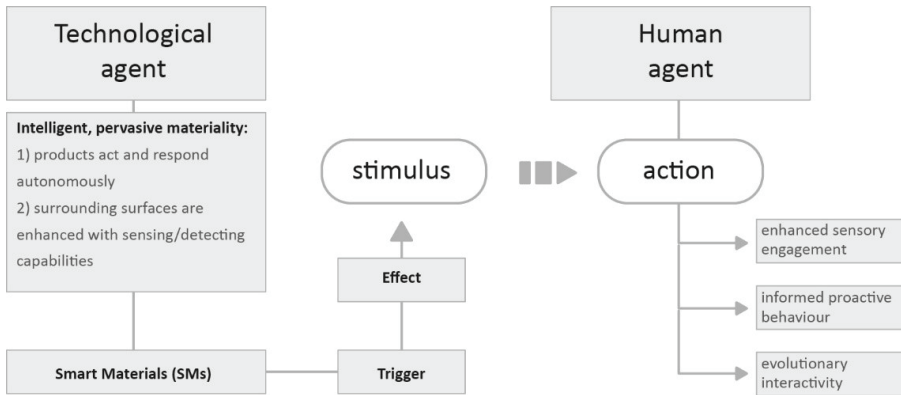 Technological
agent
Intelligent, pervasive materiality:
1) products act and respond
autonomously
2) surrounding surfaces are
enhanced with sensing/detecting
capabilities
Smart Materials (SMs)
Trigger
Effect
stimulus
Human
agent
action
enhanced sensory
engagement
informed proactive
behaviour
evolutionary
interactivity